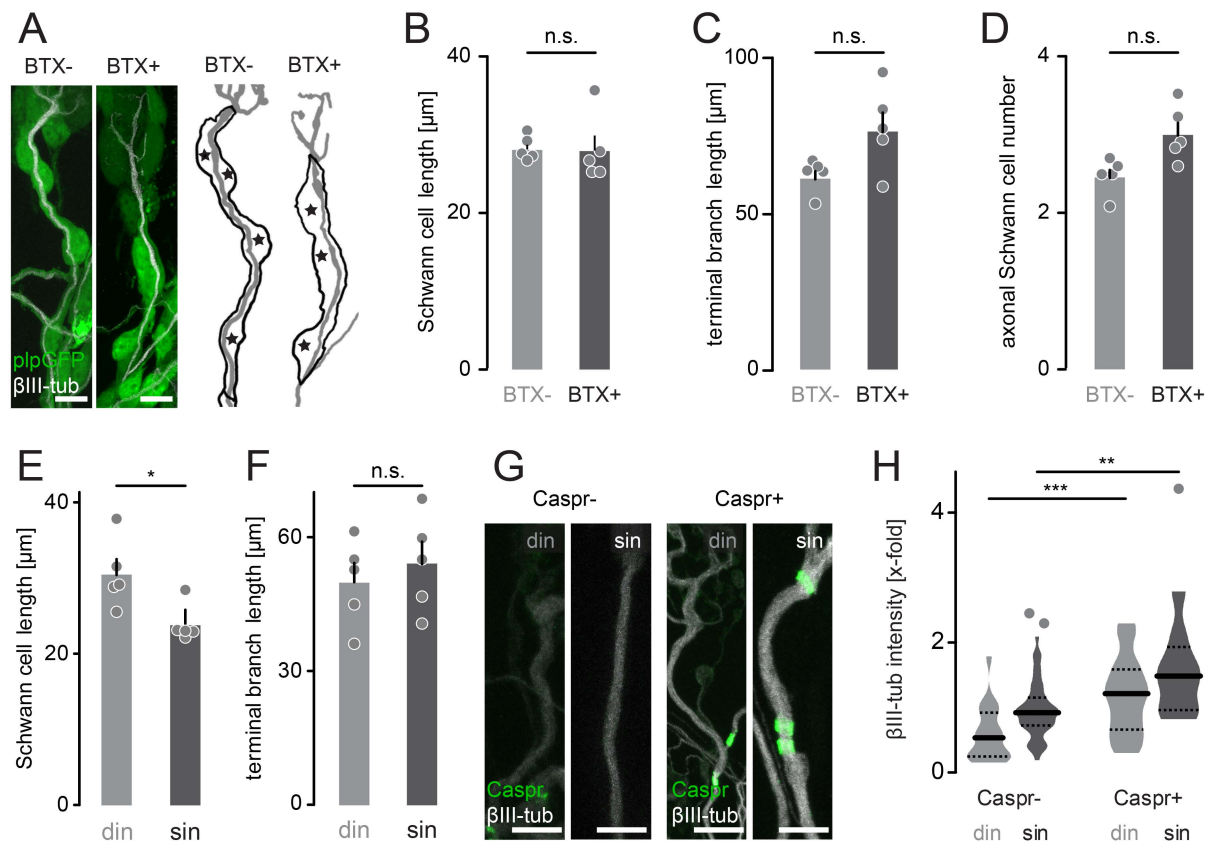 A
BTX-
BTX+
BTX-
BTX+
plpGFP
βIII-tub
B
n.s.
Schwann cell length [µm]
40
20
0
BTX-
BTX+
C
n.s.
terminal branch length [µm]
100
50
0
BTX-
BTX+
D
n.s.
axonal Schwann cell number
4
2
0
BTX-
BTX+
E
*
Schwann cell length [µm]
40
20
0
din
sin
F
n.s.
terminal branch length [µm]
60
30
0
din
sin
G
Caspr-
Caspr+
din
sin
din
sin
Caspr
βIII-tub
Caspr
βIII-tub
H
**
***
βIII-tub intensity [x-fold]
4
2
0
Caspr-
Caspr+
din
sin
din
sin